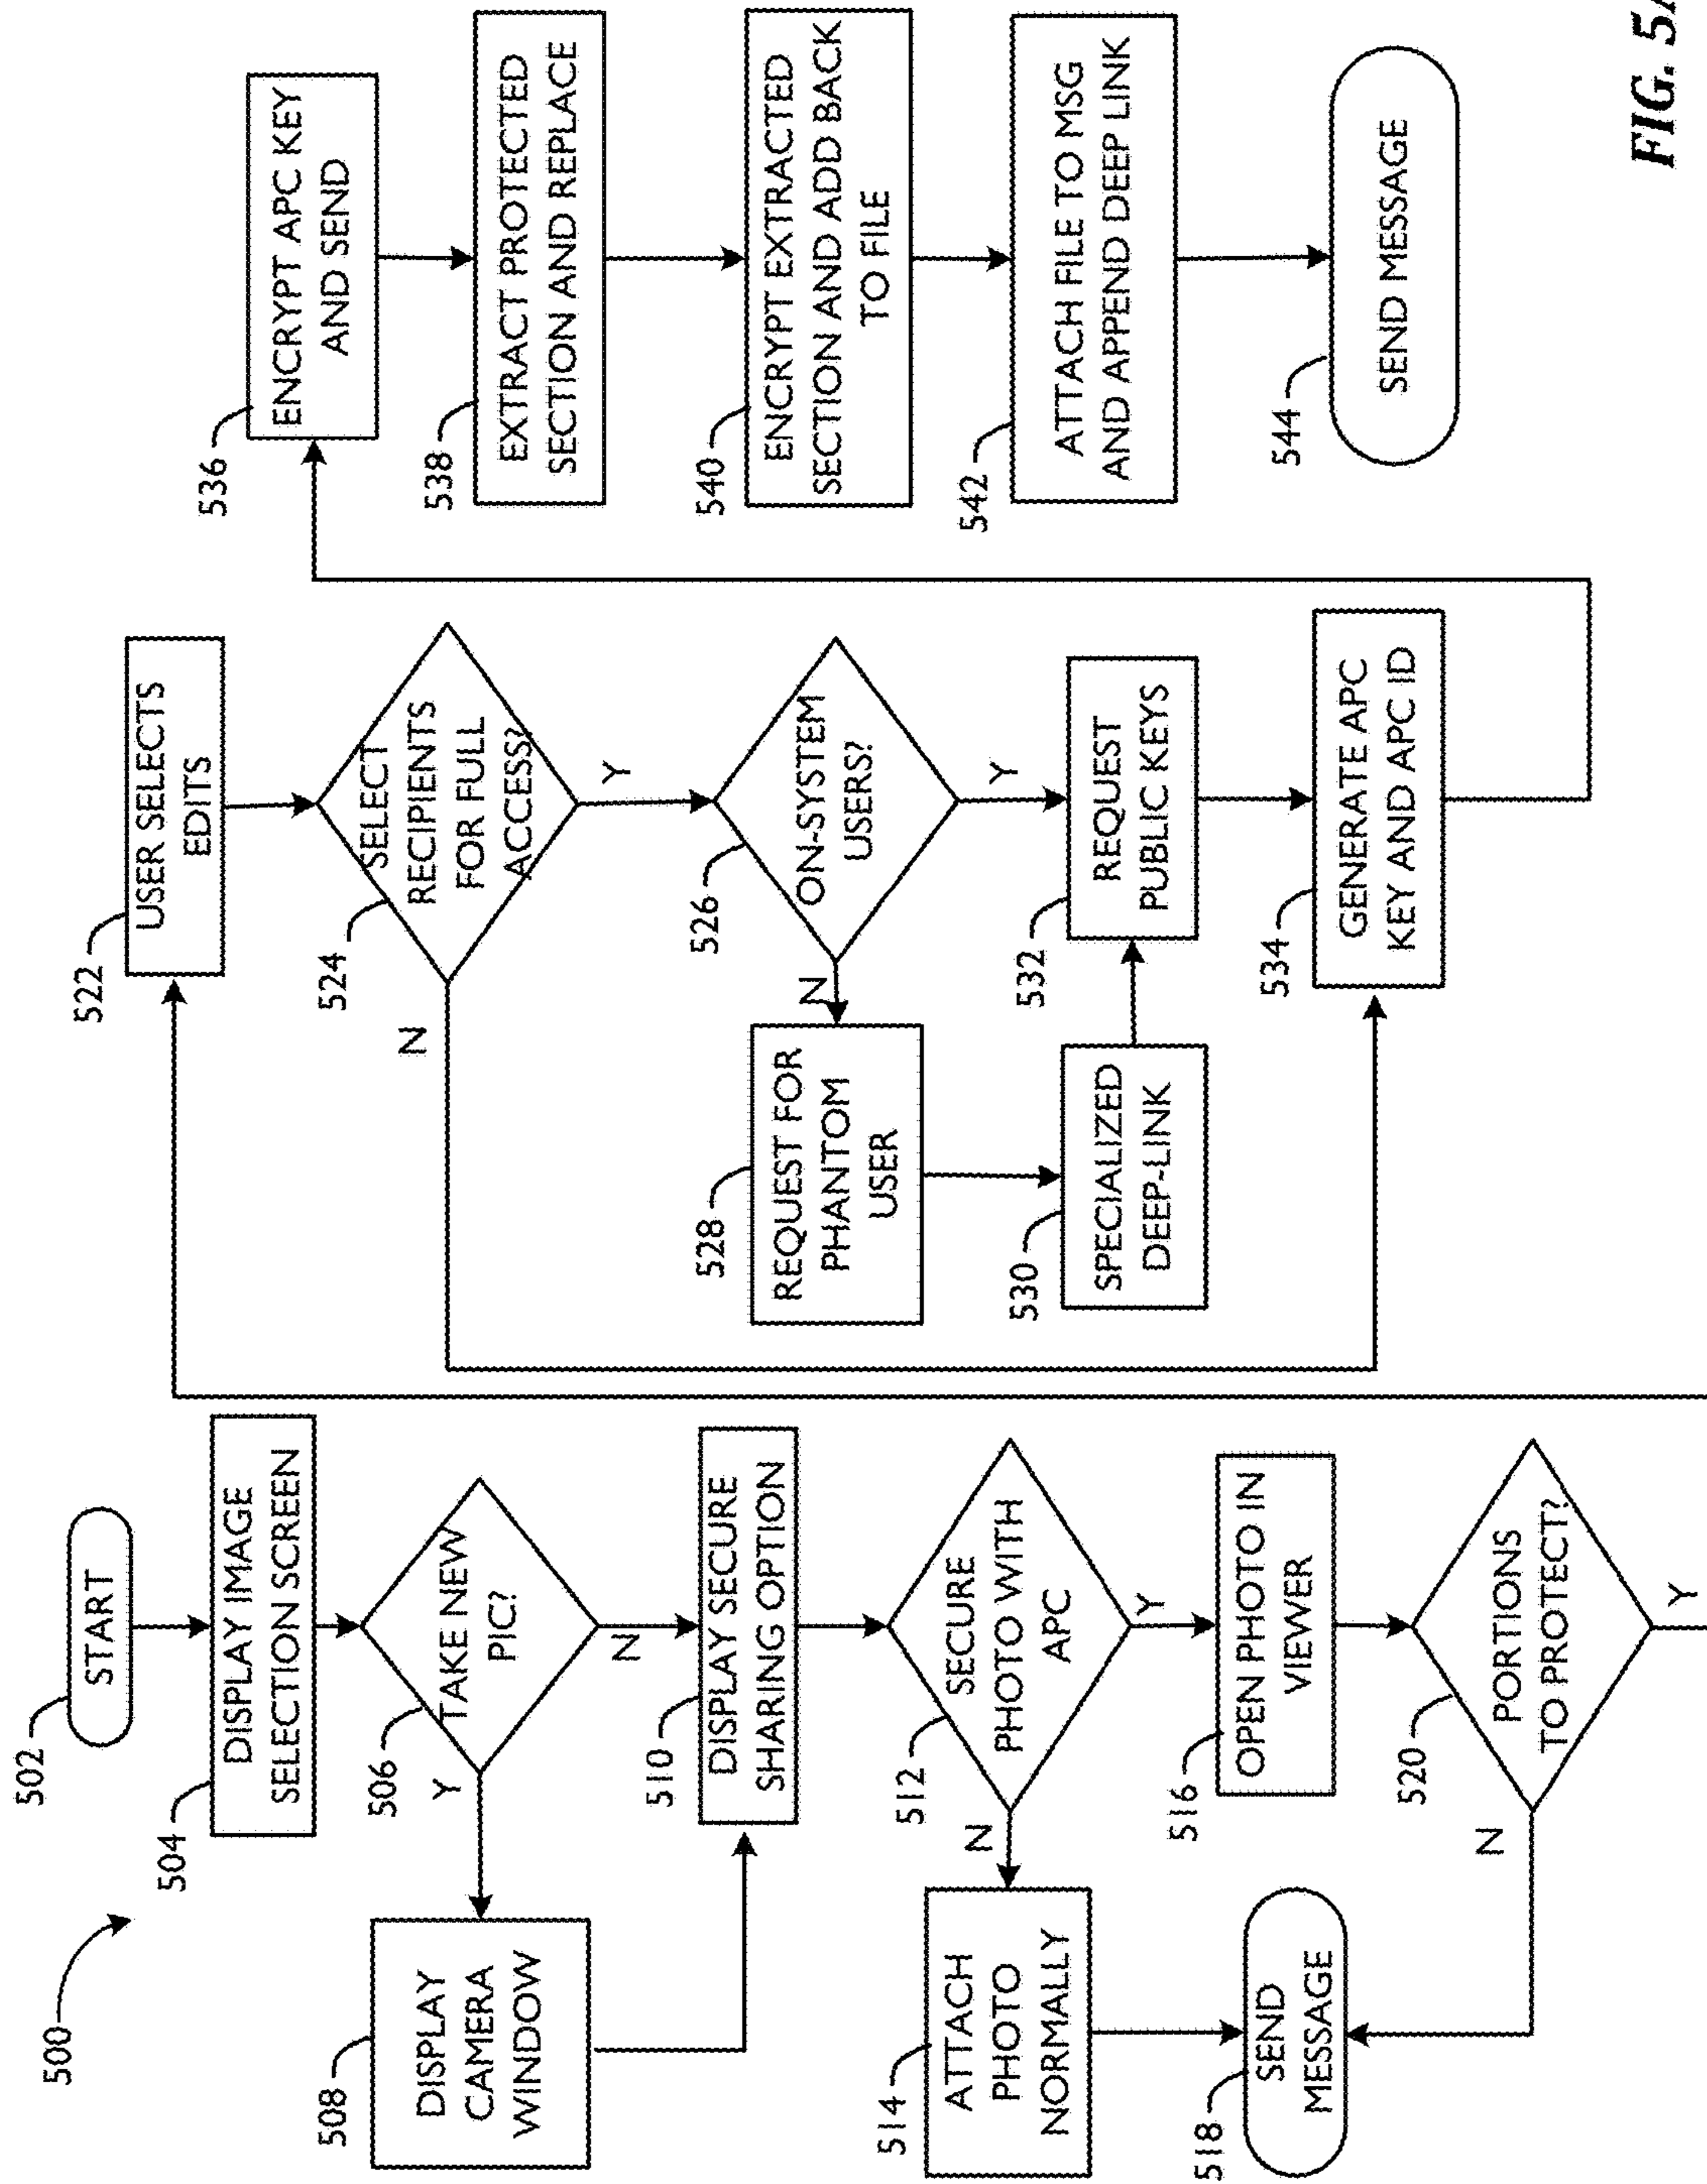 500
502
START
504
DISPLAY IMAGE
SELECTION SCREEN
506
TAKE NEW
PIC?
Y
N
508
DISPLAY
CAMERA
WINDOW
510
DISPLAY SECURE
SHARING OPTION
512
SECURE
PHOTO WITH
APC
N
Y
514
ATTACH
PHOTO
NORMALLY
516
OPEN PHOTO IN
VIEWER
518
SEND
MESSAGE
520
PORTIONS
TO PROTECT?
N
Y
522
USER SELECTS
EDITS
524
SELECT
RECIPIENTS
FOR FULL
ACCESS?
N
Y
526
ON-SYSTEM
USERS?
N
Y
528
REQUEST FOR
PHANTOM
USER
530
SPECIALIZED
DEEP-LINK
532
REQUEST
PUBLIC KEYS
534
GENERATE APC
KEY AND APC ID
536
ENCRYPT APC KEY
AND SEND
538
EXTRACT PROTECTED
SECTION AND REPLACE
540
ENCRYPT EXTRACTED
SECTION AND ADD BACK
TO FILE
542
ATTACH FILE TO MSG
AND APPEND DEEP LINK
544
SEND MESSAGE
FIG. 5A